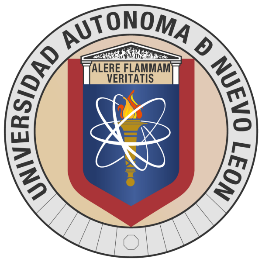 UNIVERSIDAD AUTONOMA Đ NUEVO LEON
ALERE FLAMMAM
VERITATIS